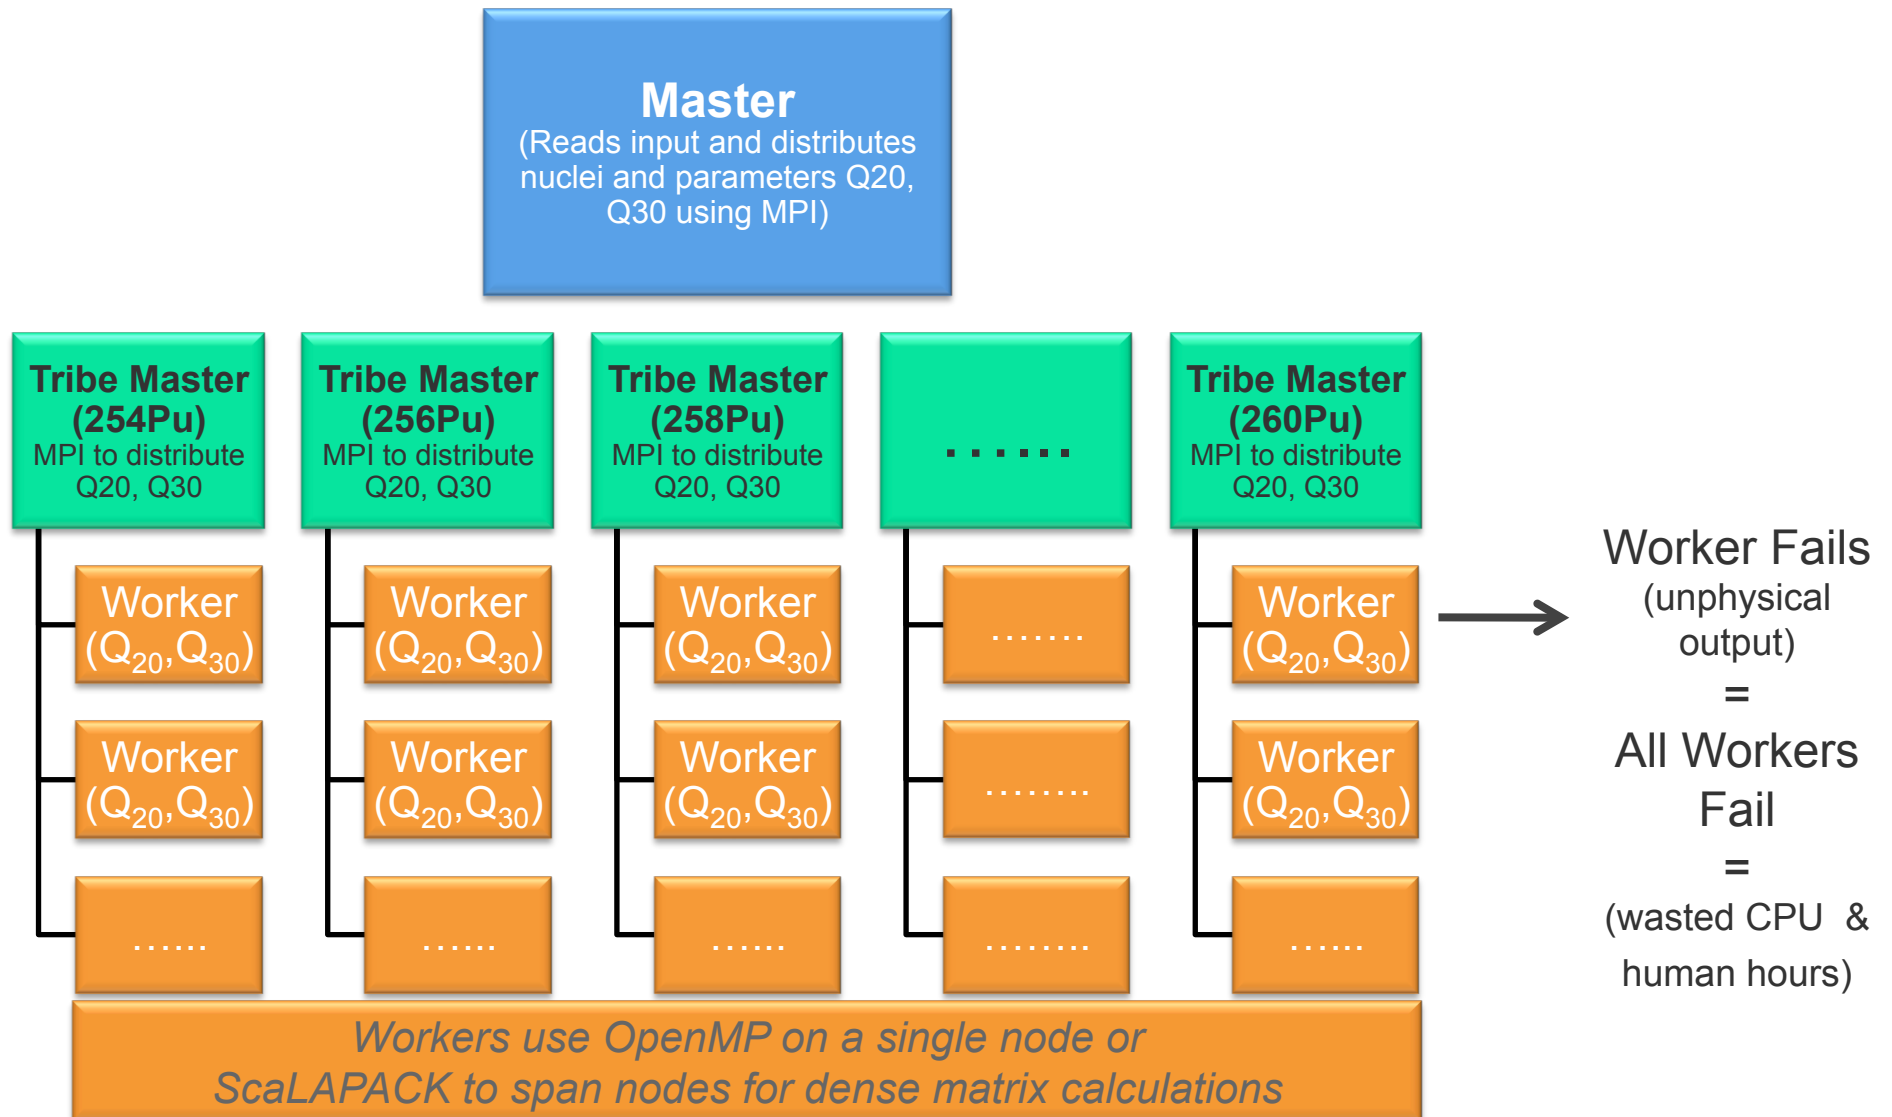 Master
(Reads input and distributes
nuclei and parameters Q20,
Q30 using MPI)
Tribe Master
(254Pu)
MPI to distribute
Q20, Q30
Tribe Master
(256Pu)
MPI to distribute
Q20, Q30
Tribe Master
(258Pu)
MPI to distribute
Q20, Q30
......
Tribe Master
(260Pu)
MPI to distribute
Q20, Q30
Worker
(Q20,Q30)
Worker
(Q20,Q30)
......
Worker
(Q20,Q30)
Worker
(Q20,Q30)
......
Worker
(Q20,Q30)
Worker
(Q20,Q30)
......
.......
........
........
Worker
(Q20,Q30)
Worker
(Q20,Q30)
......
Worker Fails
(unphysical
output)
=
All Workers
Fail
=
(wasted CPU &
human hours)
Workers use OpenMP on a single node or
ScaLAPACK to span nodes for dense matrix calculations